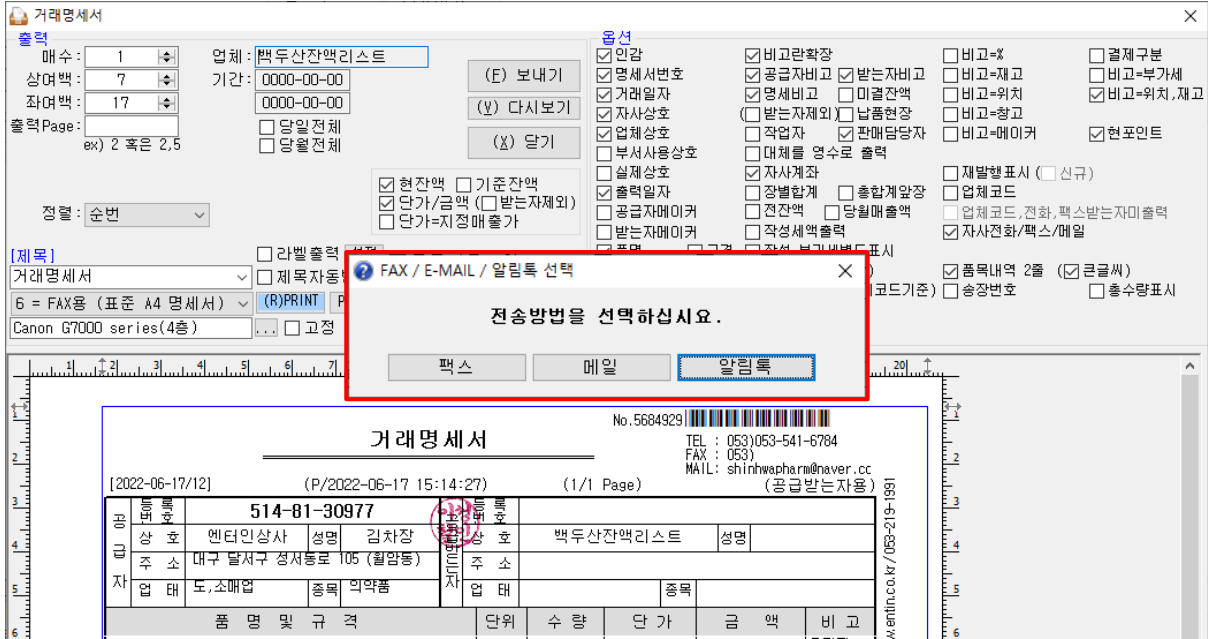 거래명세서
출력
매수: 1
업체: 백두산잔액리스트
상여백: 7
기간: 0000-00-00
(F) 보내기
좌여백: 17
0000-00-00
(V) 다시보기
출력Page:
당일전체
ex) 2 혹은 2,5
당월전체
(X) 닫기
현잔액 기준잔액
단가/금액 (받는자제외)
단가=지정매출가
정렬: 순번
[제목]
라벨출력
거래명세서
제목자동
6 = FAX용 (표준 A4 명세서)
(R)PRINT
Canon G7000 series(4층)
... 고정
옵션
인감 비고란확장 비고=% 결제구분
명세서번호 공급자비고 받는자비고 비고=재고 비고=부가세
거래일자 명세비고 미결잔액 비고=위치 비고=위치,재고
자사상호 (받는자제외) 납품현장 비고=창고
업체상호 작업자 판매담당자 비고=메이커 현포인트
부서사용상호 대체를 영수로 출력
실제상호 자사계좌 재발행표시 (신규)
출력일자 장별합계 총합계앞장 업체코드
공급자메이커 전잔액 당월매출액 업체코드,전화,팩스받는자미출력
받는자메이커 작성세액출력 자사전화/팩스/메일
품목내역 2줄 (큰글씨)
코드기준) 송장번호 총수량표시
FAX / E-MAIL / 알림톡 선택
전송방법을 선택하십시요.
팩스 메일 알림톡
1 2 3 4 5 6 7 20
No.5684929
거래명세서
TEL : 053)053-541-6784
FAX : 053)
MAIL: shinhwapharm@naver.cc
[2022-06-17/12] (P/2022-06-17 15:14:27) (1/1 Page) (공급받는자용)
공급자
등록번호 514-81-30977
상 호 엔터인상사 성명 김차장
주 소 대구 달서구 성서동로 105 (월암동)
업 태 도,소매업 종목 의약품
등록번호
상 호 백두산잔액리스트 성명
주 소
업 태 종목
품 명 및 규 격 단위 수 량 단 가 금 액 비 고
w.entin.co.kr/053-219-1991
1
2
3
4
5
6